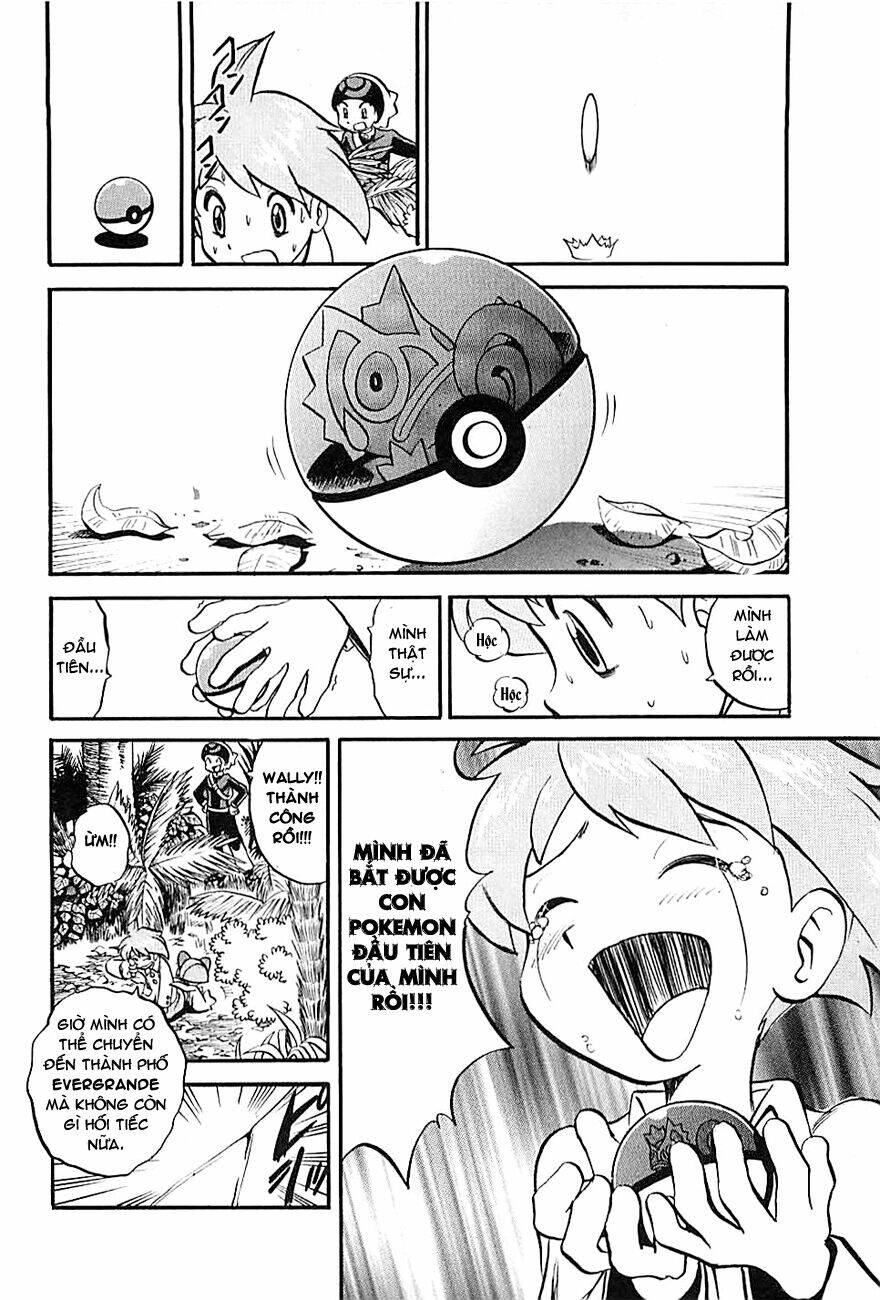 MÌNH
LÀM
ĐƯỢC
RỒI...
HỘC
HỘC
MÌNH
THẬT
SỰ...
ĐẦU
TIÊN...
MÌNH ĐÃ
BẮT ĐƯỢC
CON
POKEMON
ĐẦU TIÊN
CỦA MÌNH
RỒI!!!
WALLY!!
THÀNH
CÔNG
RỒI!!!
ỪM!!
GIỜ MÌNH CÓ
THỂ CHUYỂN
ĐẾN THÀNH PHỐ
EVERGRANDE
MÀ KHÔNG CÒN
GÌ HỐI TIẾC
NỮA.